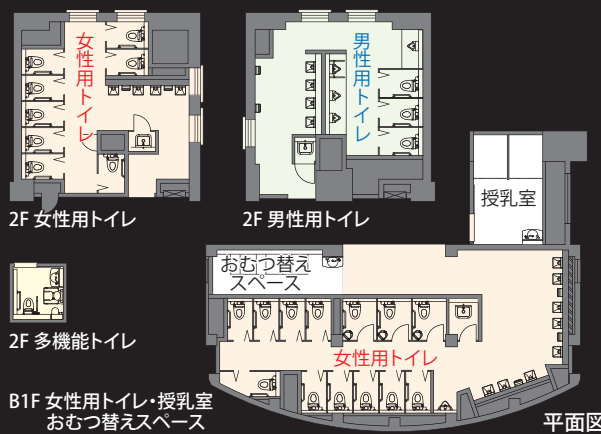 女性用トイレ
男性用トイレ
2F 女性用トイレ
2F 男性用トイレ
授乳室
おむつ替え
スペース
2F 多機能トイレ
女性用トイレ
B1F 女性用トイレ・授乳室
おむつ替えスペース
平面図